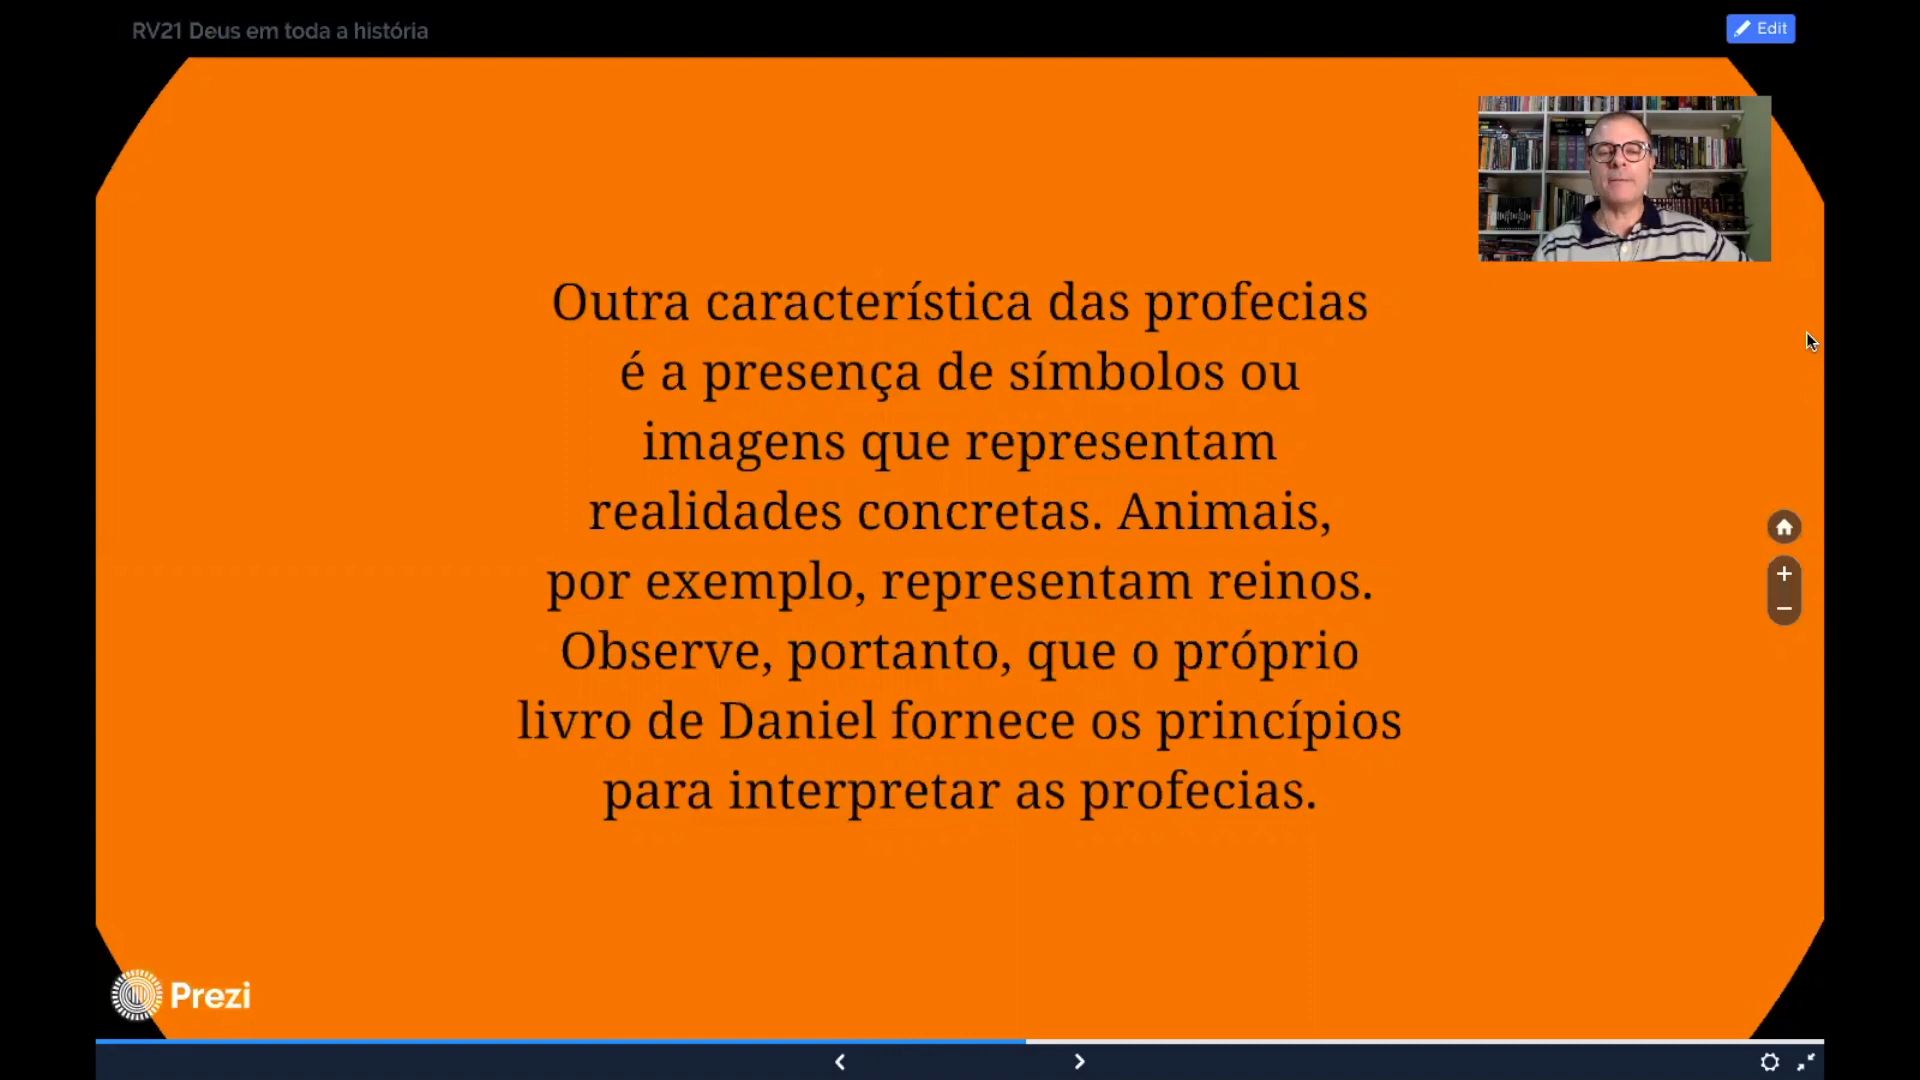 RV21 Deus em toda a história
Edit
Outra característica das profecias
é a presença de símbolos ou
imagens que representam
realidades concretas. Animais,
por exemplo, representam reinos.
Observe, portanto, que o próprio
livro de Daniel fornece os princípios
para interpretar as profecias.
Prezi